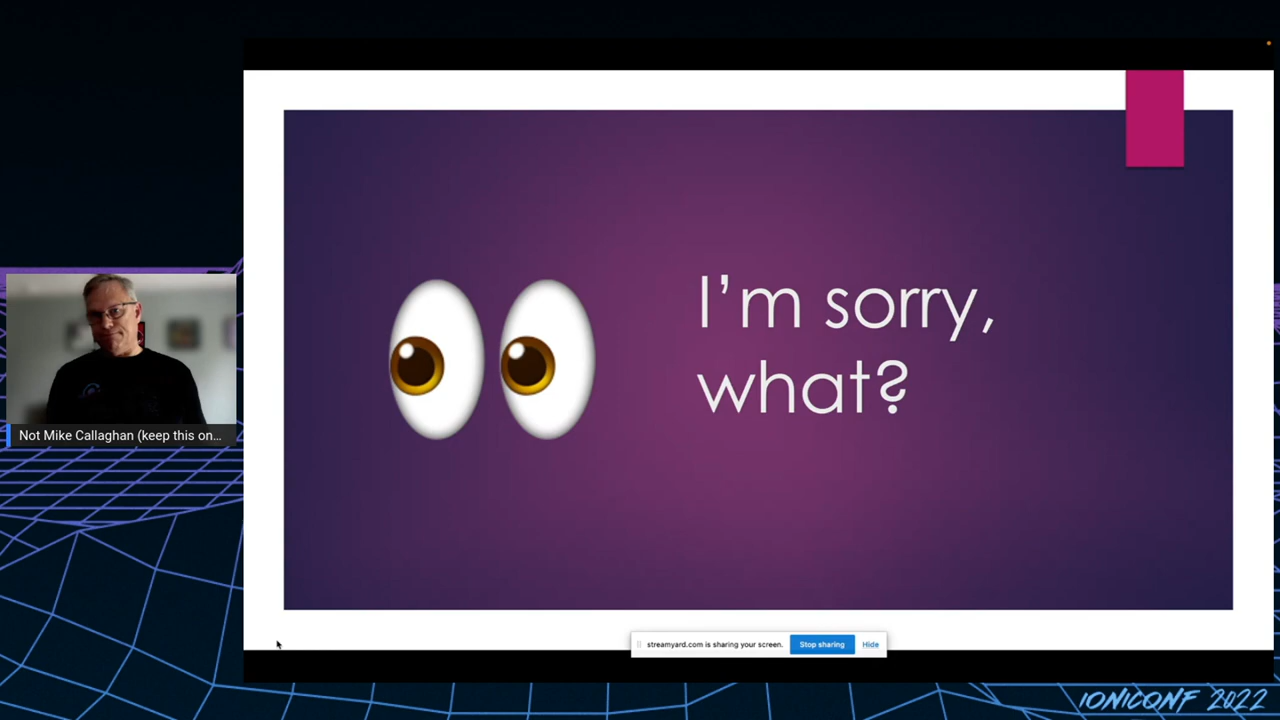 I’m sorry,
what?
Not Mike Callaghan (keep this on…
streamyard.com is sharing your screen. Stop sharing Hide
IONICONF 2022